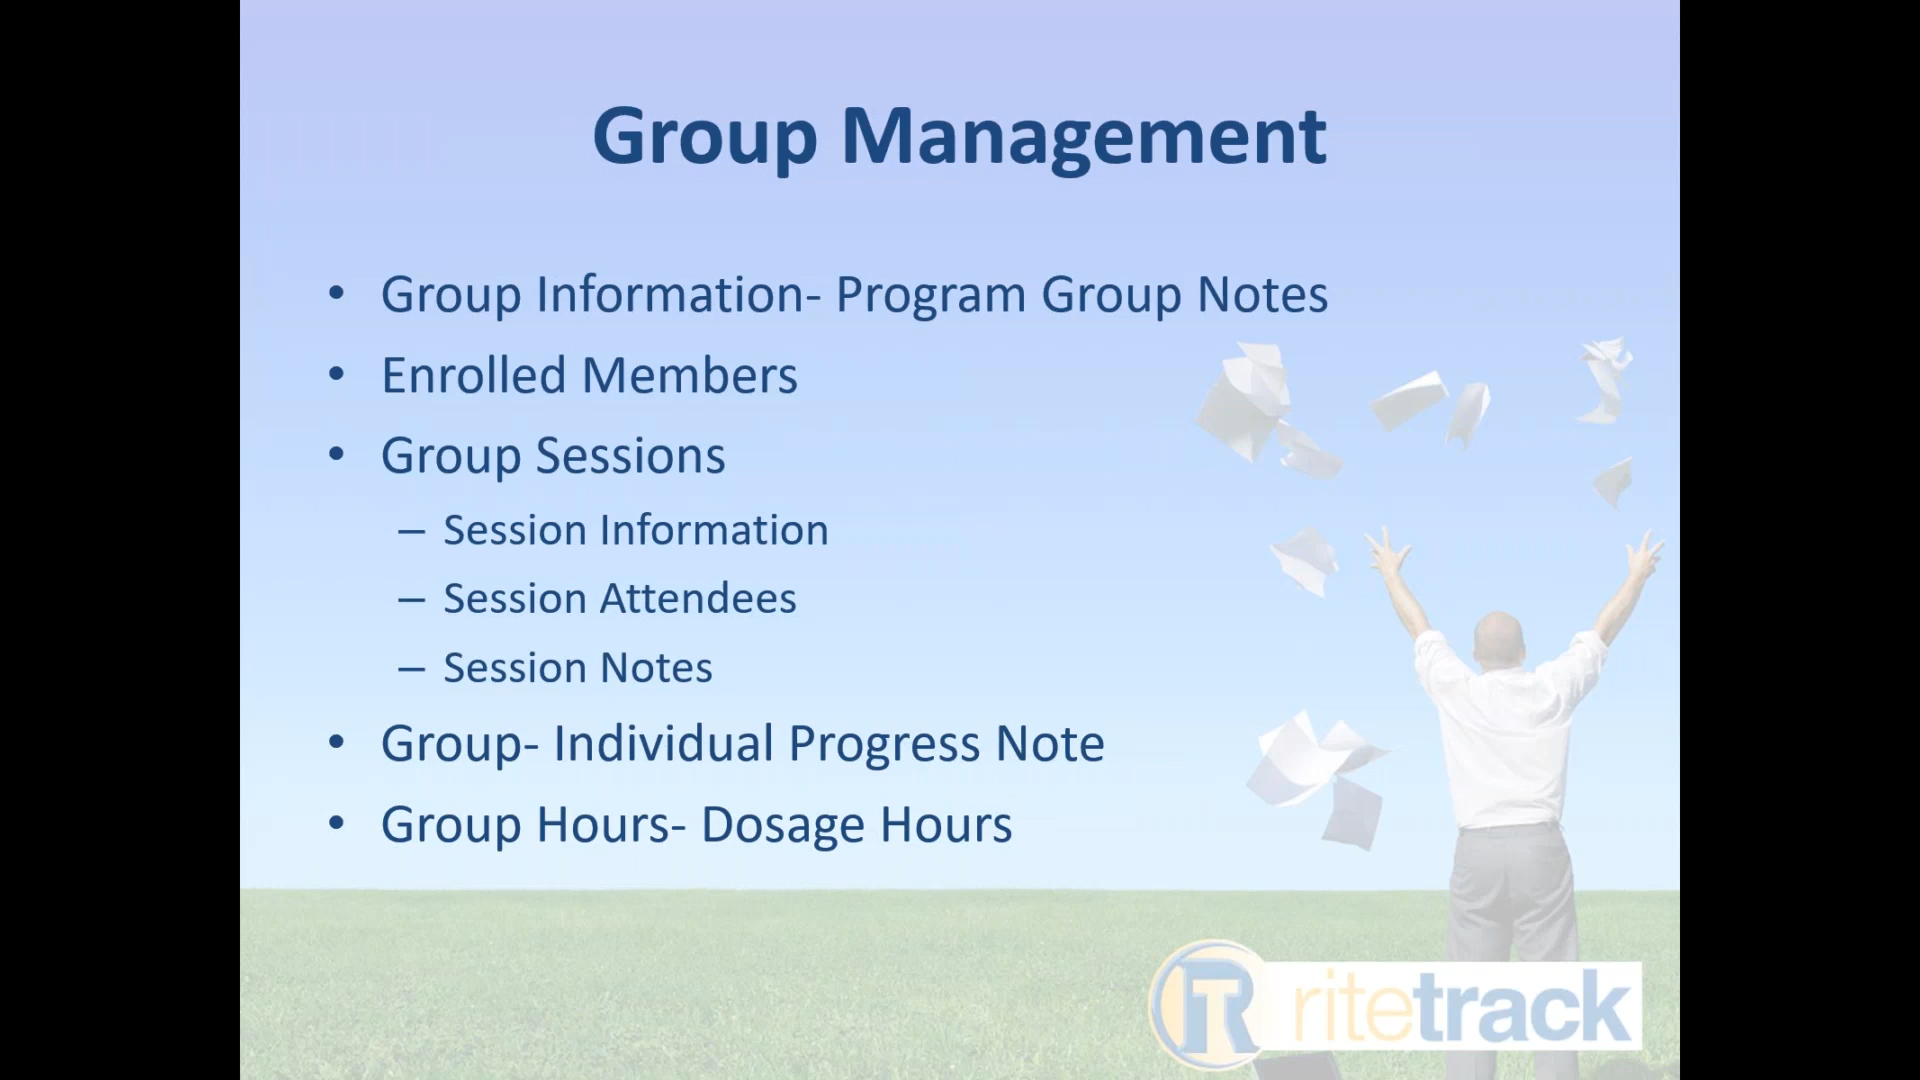 Group Management
• Group Information- Program Group Notes
• Enrolled Members
• Group Sessions
– Session Information
– Session Attendees
– Session Notes
• Group- Individual Progress Note
• Group Hours- Dosage Hours
RT ritetrack